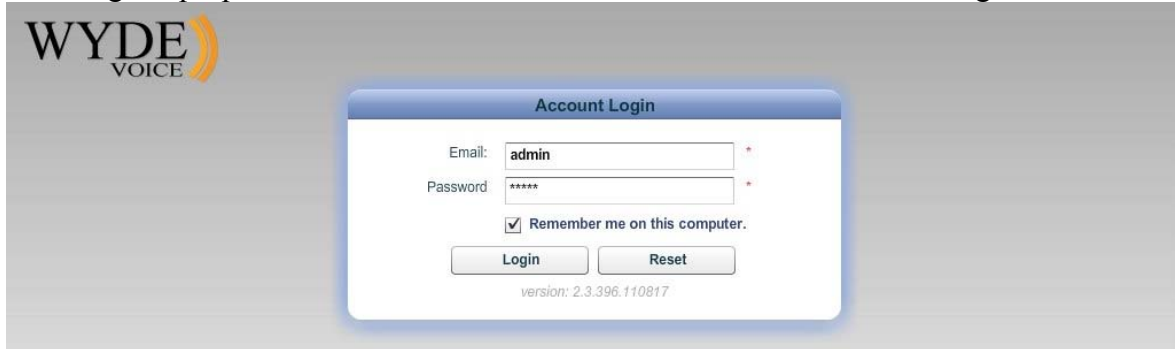 WYDE
VOICE
Account Login
Email: admin *
Password ***** *
Remember me on this computer.
Login Reset
version: 2.3.396.110817